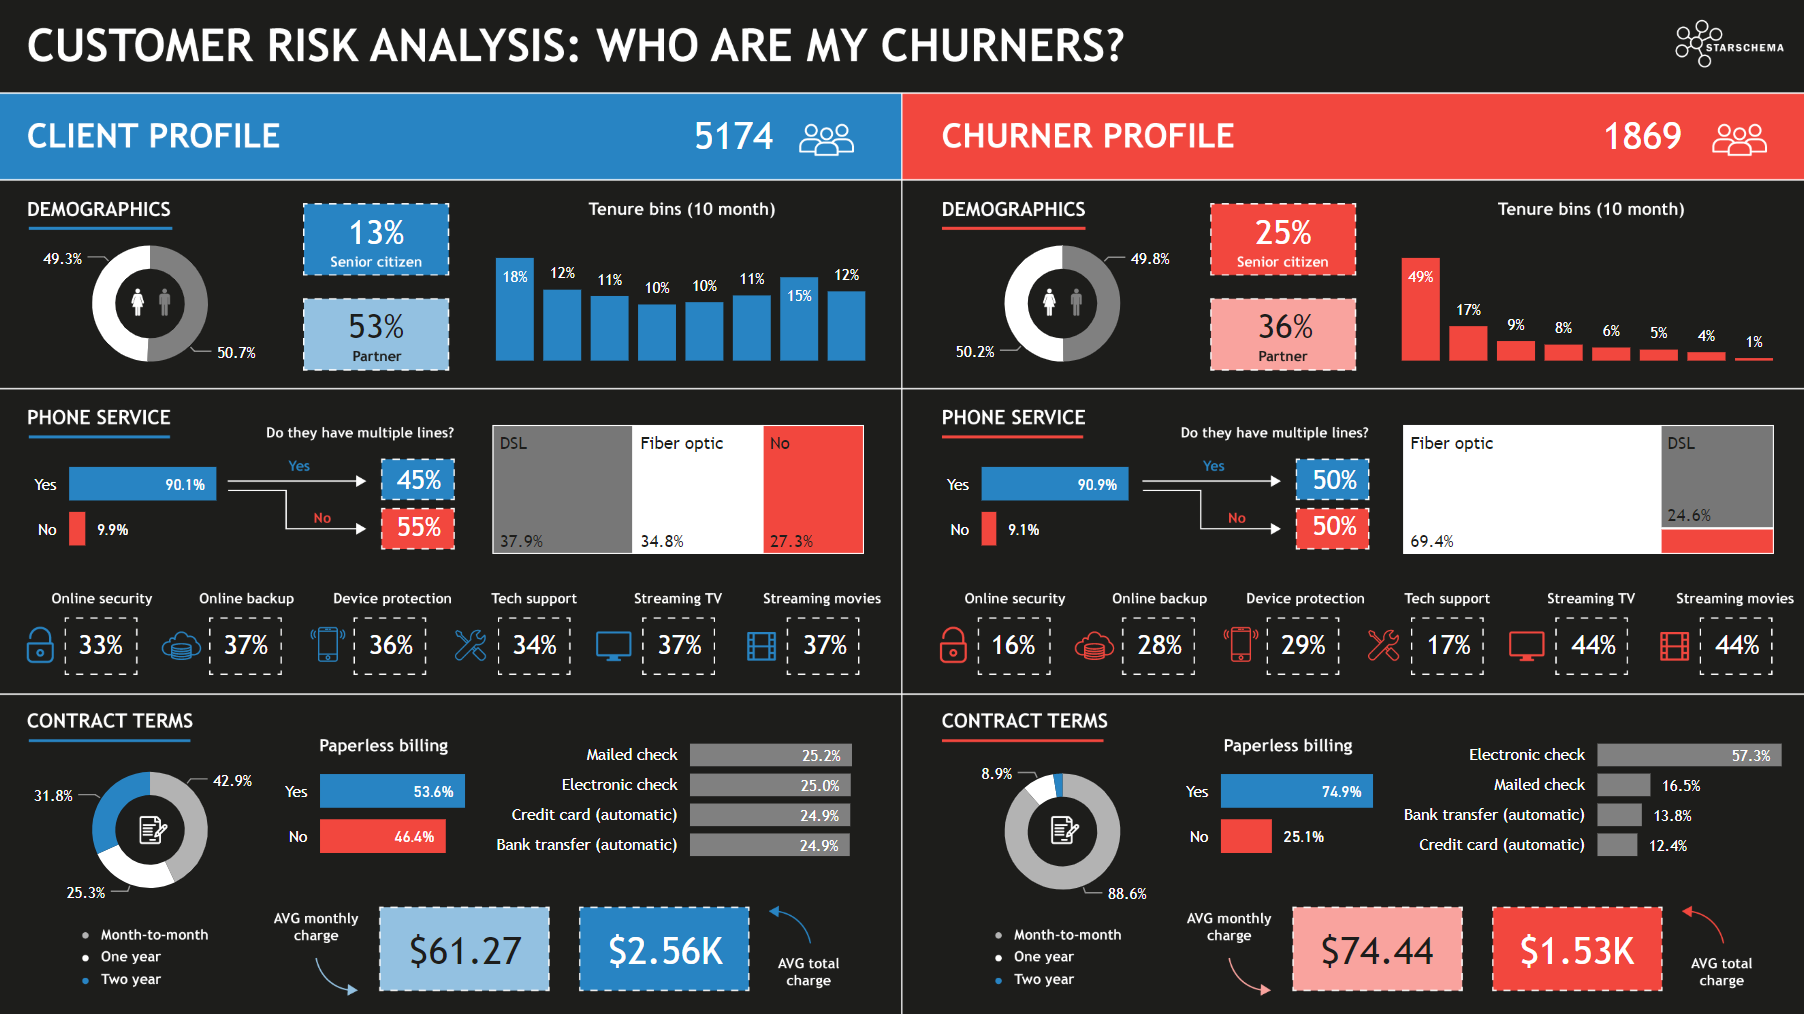 CUSTOMER RISK ANALYSIS: WHO ARE MY CHURNERS?
STARSCHEMA
CLIENT PROFILE
5174
DEMOGRAPHICS
49.3%
50.7%
13%
Senior citizen
53%
Partner
Tenure bins (10 month)
18%
12%
11%
10%
10%
11%
15%
12%
PHONE SERVICE
Do they have multiple lines?
Yes
90.1%
No
9.9%
Yes
45%
No
55%
DSL
37.9%
Fiber optic
34.8%
No
27.3%
Online security
33%
Online backup
37%
Device protection
36%
Tech support
34%
Streaming TV
37%
Streaming movies
37%
CONTRACT TERMS
42.9%
31.8%
25.3%
Month-to-month
One year
Two year
Paperless billing
Yes
53.6%
No
46.4%
Mailed check
25.2%
Electronic check
25.0%
Credit card (automatic)
24.9%
Bank transfer (automatic)
24.9%
AVG monthly
charge
$61.27
$2.56K
AVG total
charge
CHURNER PROFILE
1869
DEMOGRAPHICS
49.8%
50.2%
25%
Senior citizen
36%
Partner
Tenure bins (10 month)
49%
17%
9%
8%
6%
5%
4%
1%
PHONE SERVICE
Do they have multiple lines?
Yes
90.9%
No
9.1%
Yes
50%
No
50%
Fiber optic
69.4%
DSL
24.6%
Online security
16%
Online backup
28%
Device protection
29%
Tech support
17%
Streaming TV
44%
Streaming movies
44%
CONTRACT TERMS
8.9%
88.6%
Month-to-month
One year
Two year
Paperless billing
Yes
74.9%
No
25.1%
Electronic check
57.3%
Mailed check
16.5%
Bank transfer (automatic)
13.8%
Credit card (automatic)
12.4%
AVG monthly
charge
$74.44
$1.53K
AVG total
charge